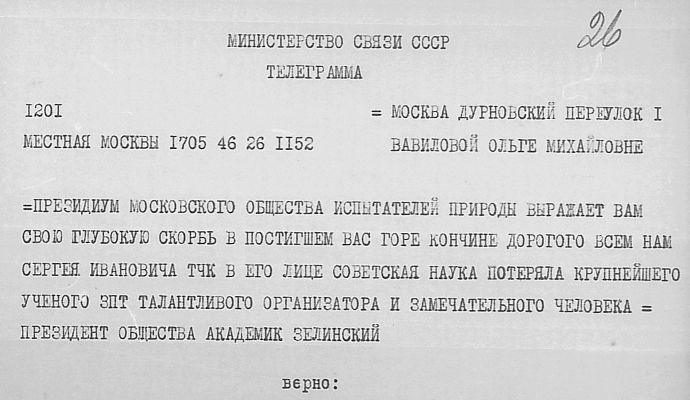 26
МИНИСТЕРСТВО СВЯЗИ СССР
ТЕЛЕГРАММА
I20I = МОСКВА ДУРНОВСКИЙ ПЕРЕУЛОК I
МЕСТНАЯ МОСКВЫ I705 46 26 II52 ВАВИЛОВОЙ ОЛЬГЕ МИХАЙЛОВНЕ
=ПРЕЗИДИУМ МОСКОВСКОГО ОБЩЕСТВА ИСПЫТАТЕЛЕЙ ПРИРОДЫ ВЫРАЖАЕТ ВАМ
СВОЮ ГЛУБОКУЮ СКОРБЬ В ПОСТИГШЕМ ВАС ГОРЕ КОНЧИНЕ ДОРОГОГО ВСЕМ НАМ
СЕРГЕЯ ИВАНОВИЧА ТЧК В ЕГО ЛИЦЕ СОВЕТСКАЯ НАУКА ПОТЕРЯЛА КРУПНЕЙШЕГО
УЧЕНОГО ЗПТ ТАЛАНТЛИВОГО ОРГАНИЗАТОРА И ЗАМЕЧАТЕЛЬНОГО ЧЕЛОВЕКА =
ПРЕЗИДЕНТ ОБЩЕСТВА АКАДЕМИК ЗЕЛИНСКИЙ
верно: